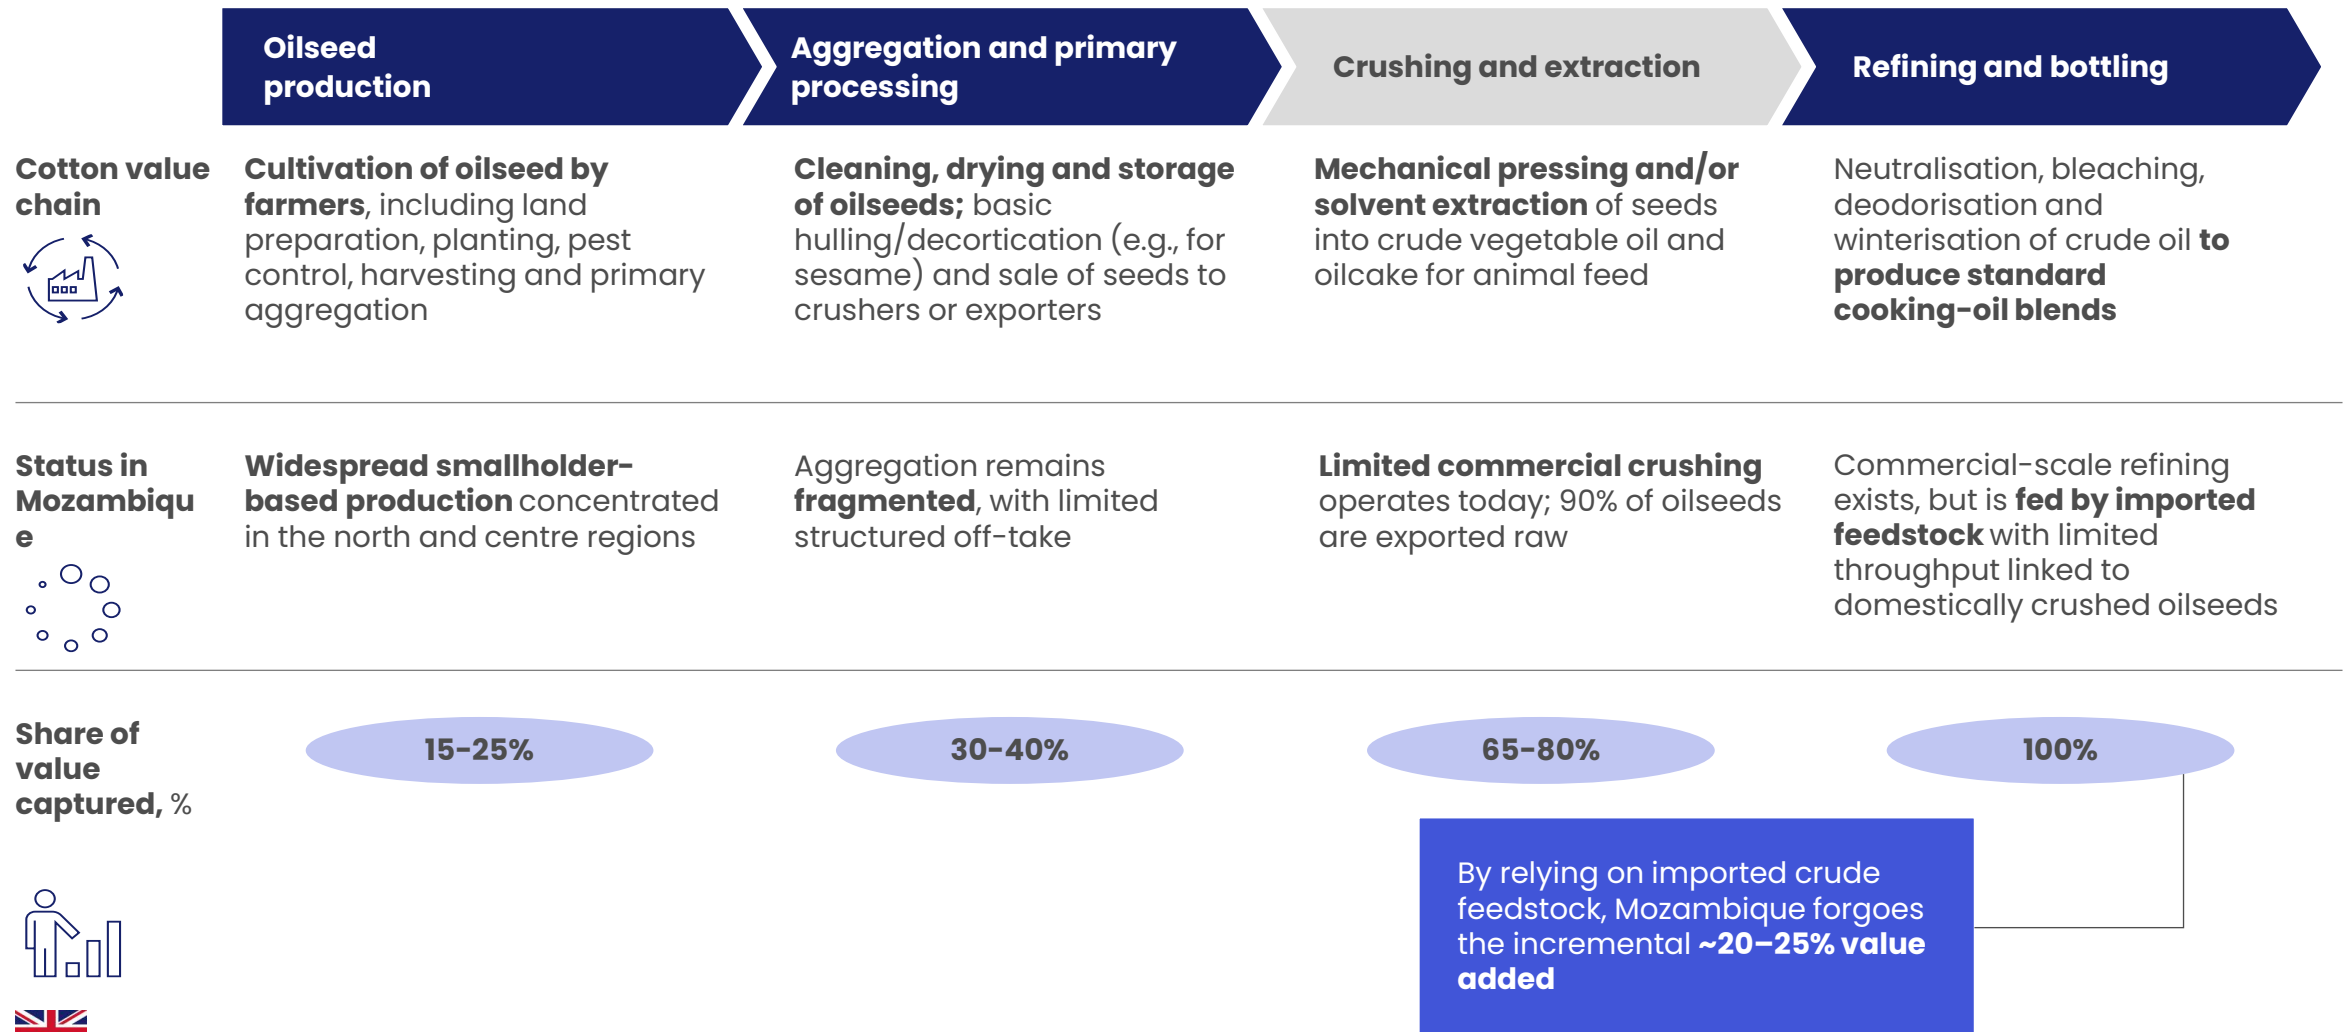 Oilseed
production
Aggregation and primary
processing
Crushing and extraction
Refining and bottling
Cotton value
chain
Cultivation of oilseed by
farmers, including land
preparation, planting, pest
control, harvesting and primary
aggregation
Cleaning, drying and storage
of oilseeds; basic
hulling/decortication (e.g., for
sesame) and sale of seeds to
crushers or exporters
Mechanical pressing and/or
solvent extraction of seeds
into crude vegetable oil and
oilcake for animal feed
Neutralisation, bleaching,
deodorisation and
winterisation of crude oil to
produce standard
cooking-oil blends
Status in
Mozambiqu
e
Widespread smallholder-
based production concentrated
in the north and centre regions
Aggregation remains
fragmented, with limited
structured off-take
Limited commercial crushing
operates today; 90% of oilseeds
are exported raw
Commercial-scale refining
exists, but is fed by imported
feedstock with limited
throughput linked to
domestically crushed oilseeds
Share of
value
captured, %
15-25%
30-40%
65-80%
100%
By relying on imported crude
feedstock, Mozambique forgoes
the incremental ~20–25% value
added